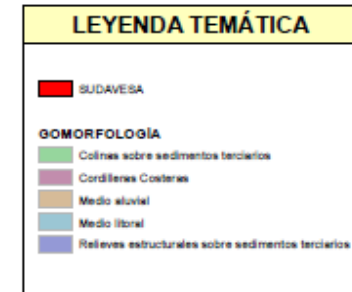 LEYENDA TEMÁTICA
SUDAVESA
GOMORFOLOGÍA
Colinas sobre sedimentos terciarios
Cordilleras Costeras
Medio aluvial
Medio litoral
Relieves estructurales sobre sedimentos terciarios